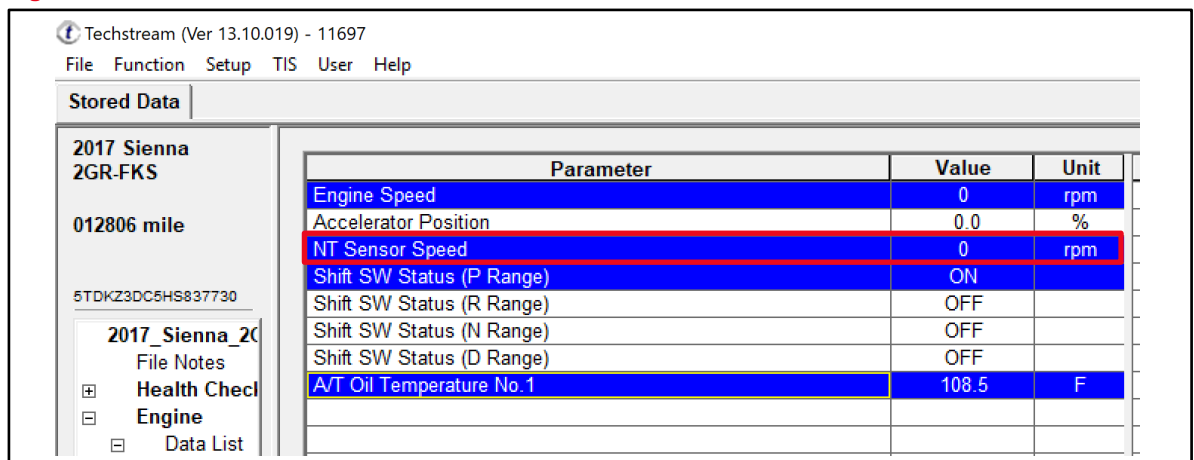 Techstream (Ver 13.10.019) - 11697
File Function Setup TIS User Help
Stored Data
2017 Sienna
2GR-FKS
012806 mile
5TDKZ3DC5HS837730
2017_Sienna_2(
File Notes
Health Checl
Engine
Data List
Parameter Value Unit
Engine Speed 0 rpm
Accelerator Position 0.0 %
NT Sensor Speed 0 rpm
Shift SW Status (P Range) ON
Shift SW Status (R Range) OFF
Shift SW Status (N Range) OFF
Shift SW Status (D Range) OFF
A/T Oil Temperature No.1 108.5 F